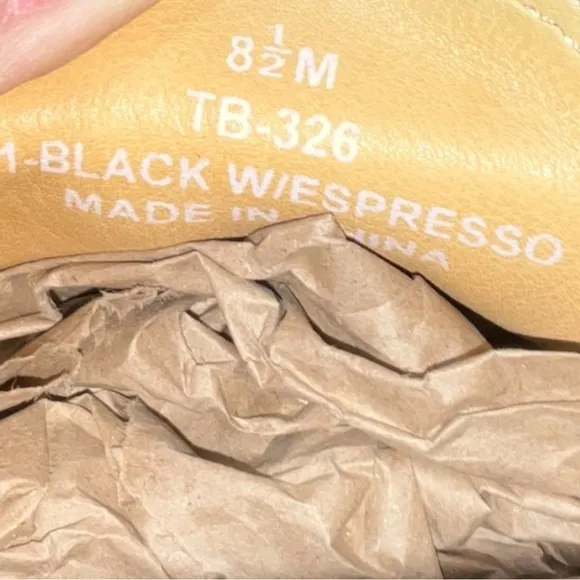 8½M
TB-326
1-BLACK W/ESPRESSO
MADE IN CHINA